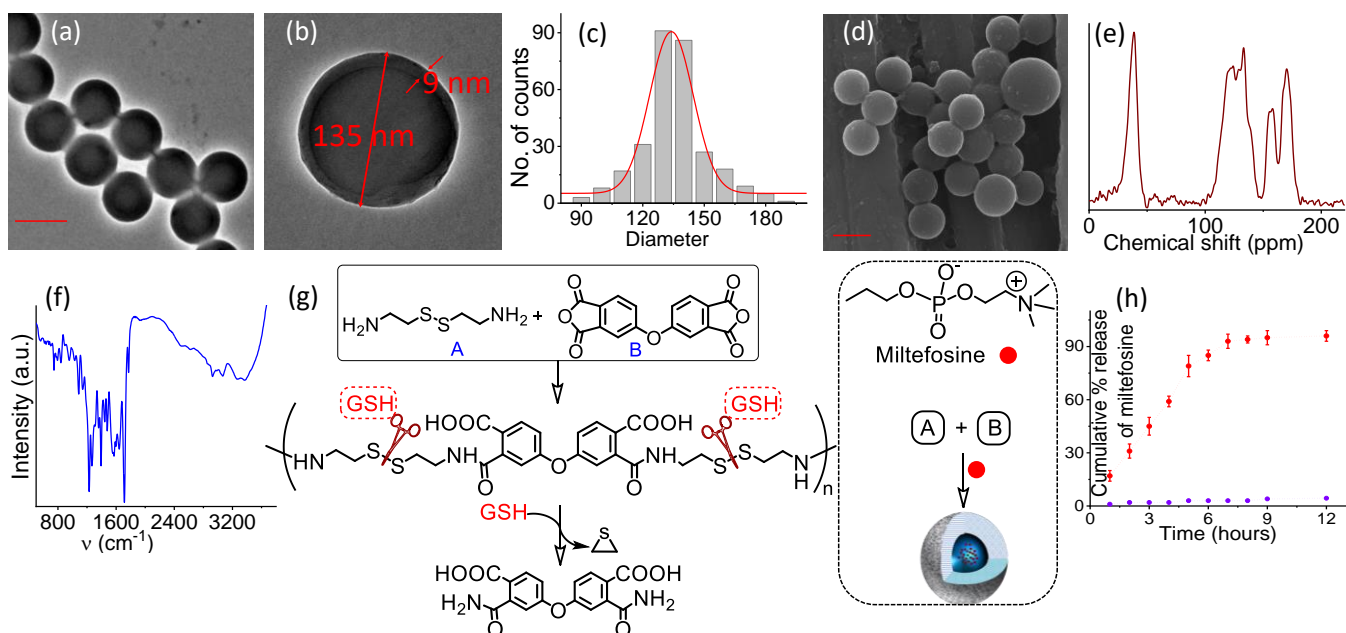 (a)
(b)
135 nm
9 nm
(c)
No. of counts
90
60
30
0
90 120 150 180
Diameter
(d)
(e)
0 100 200
Chemical shift (ppm)
(f)
Intensity (a.u.)
800 1600 2400 3200
ν (cm⁻¹)
(g)
H₂N
S
S
NH₂
+
A
O
O
O
O
O
O
O
B
GSH
GSH
HOOC
COOH
HN
S
S
NH
O
O
O
HN
S
S
N
H
n
GSH
S
HOOC
COOH
H₂N
O
O
O
NH₂
O
O⁻
P
O
O
N
+
Miltefosine
A + B
(h)
Cumulative % release
of miltefosine
90
60
30
0
3 6 9 12
Time (hours)